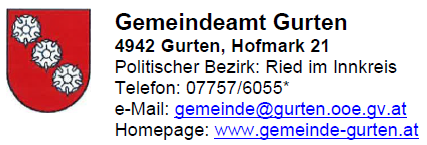 Gemeindeamt Gurten
4942 Gurten, Hofmark 21
Politischer Bezirk: Ried im Innkreis
Telefon: 07757/6055*
e-Mail: gemeinde@gurten.ooe.gv.at
Homepage: www.gemeinde-gurten.at